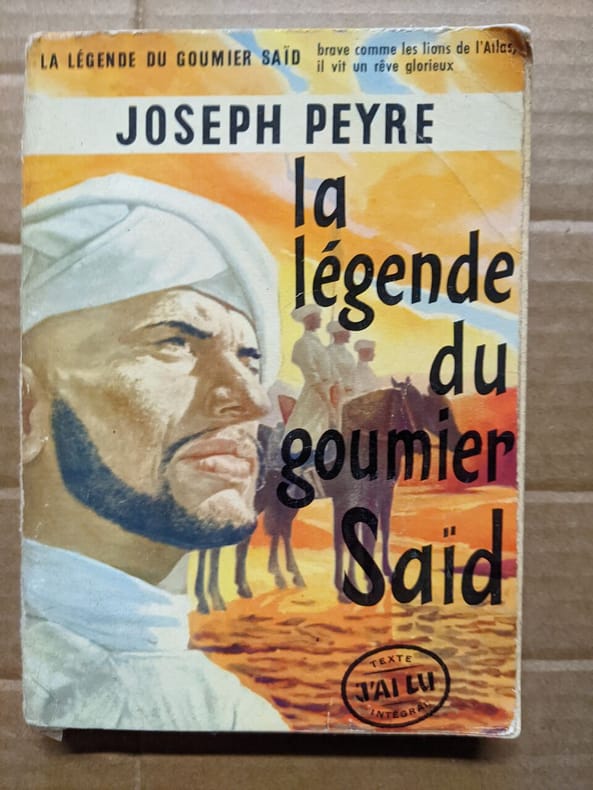 LA LÉGENDE DU GOUMIER SAÏD
brave comme les lions de l'Atlas,
il vit un rêve glorieux
JOSEPH PEYRE
la
légende
du
goumier
Saïd
TEXTE
J'AI LU
INTÉGRAL